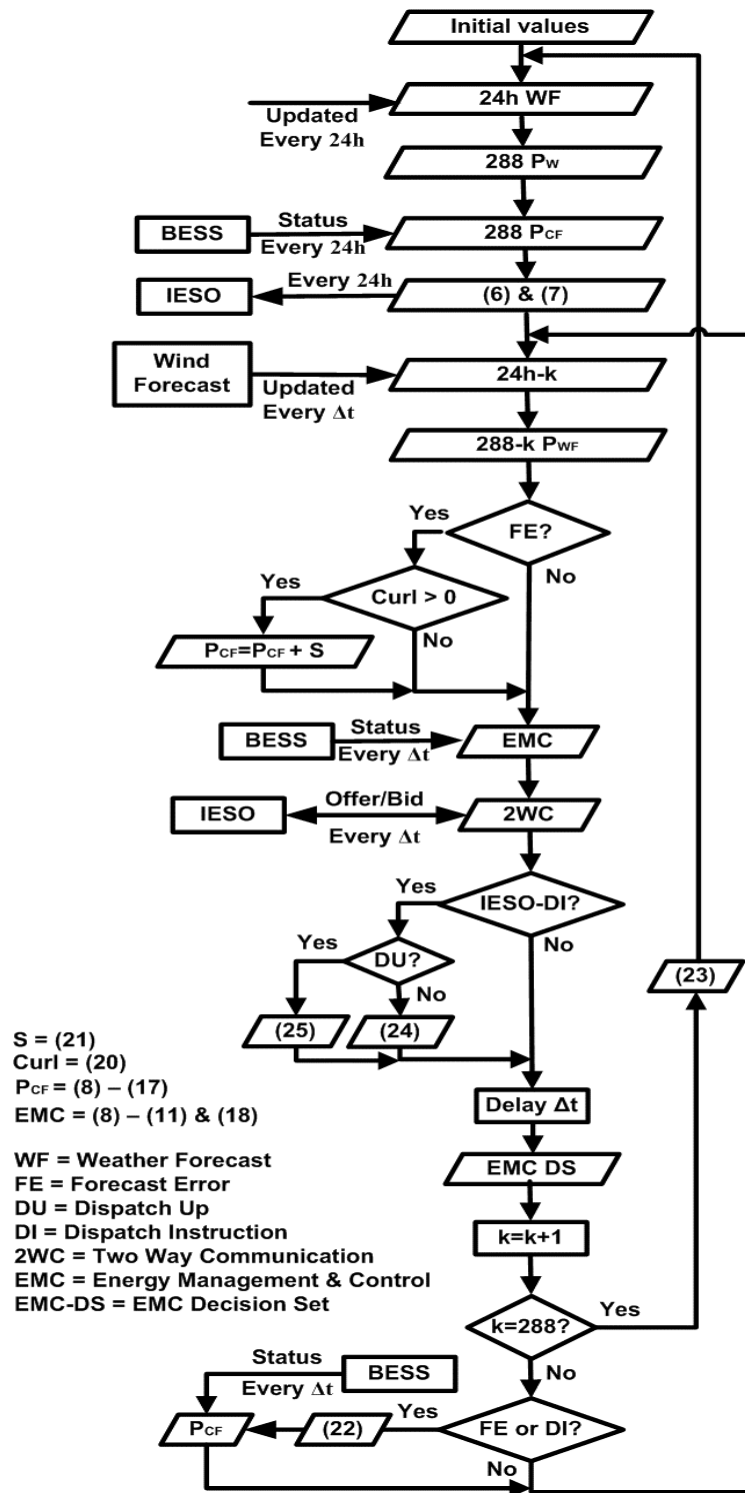 Initial values
24h WF
Updated
Every 24h
288 PW
BESS
Status
Every 24h
288 PCF
IESO
Every 24h
(6) & (7)
Wind
Forecast
Updated
Every Δt
24h-k
288-k PWF
FE?
Yes
No
Curl > 0
Yes
No
PCF=PCF + S
BESS
Status
Every Δt
EMC
IESO
Offer/Bid
Every Δt
2WC
IESO-DI?
Yes
No
DU?
Yes
No
(25)
(24)
(23)
Delay Δt
EMC DS
k=k+1
k=288?
Yes
No
S = (21)
Curl = (20)
PCF = (8) – (17)
EMC = (8) – (11) & (18)
WF = Weather Forecast
FE = Forecast Error
DU = Dispatch Up
DI = Dispatch Instruction
2WC = Two Way Communication
EMC = Energy Management & Control
EMC-DS = EMC Decision Set
Status
Every Δt
BESS
PCF
(22)
Yes
FE or DI?
No